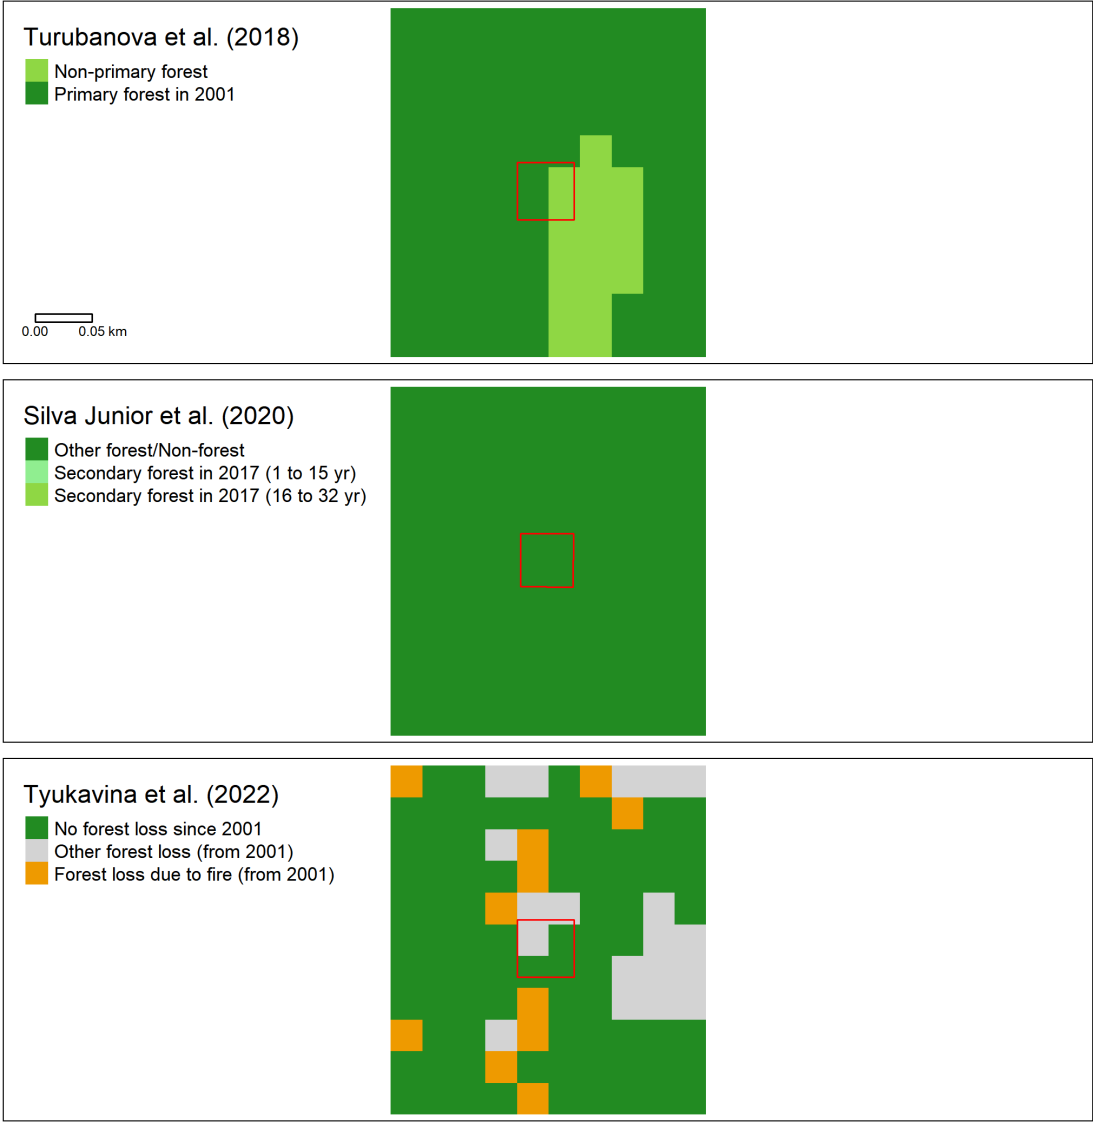 Turubanova et al. (2018)
Non-primary forest
Primary forest in 2001
0.00 0.05 km
Silva Junior et al. (2020)
Other forest/Non-forest
Secondary forest in 2017 (1 to 15 yr)
Secondary forest in 2017 (16 to 32 yr)
Tyukavina et al. (2022)
No forest loss since 2001
Other forest loss (from 2001)
Forest loss due to fire (from 2001)